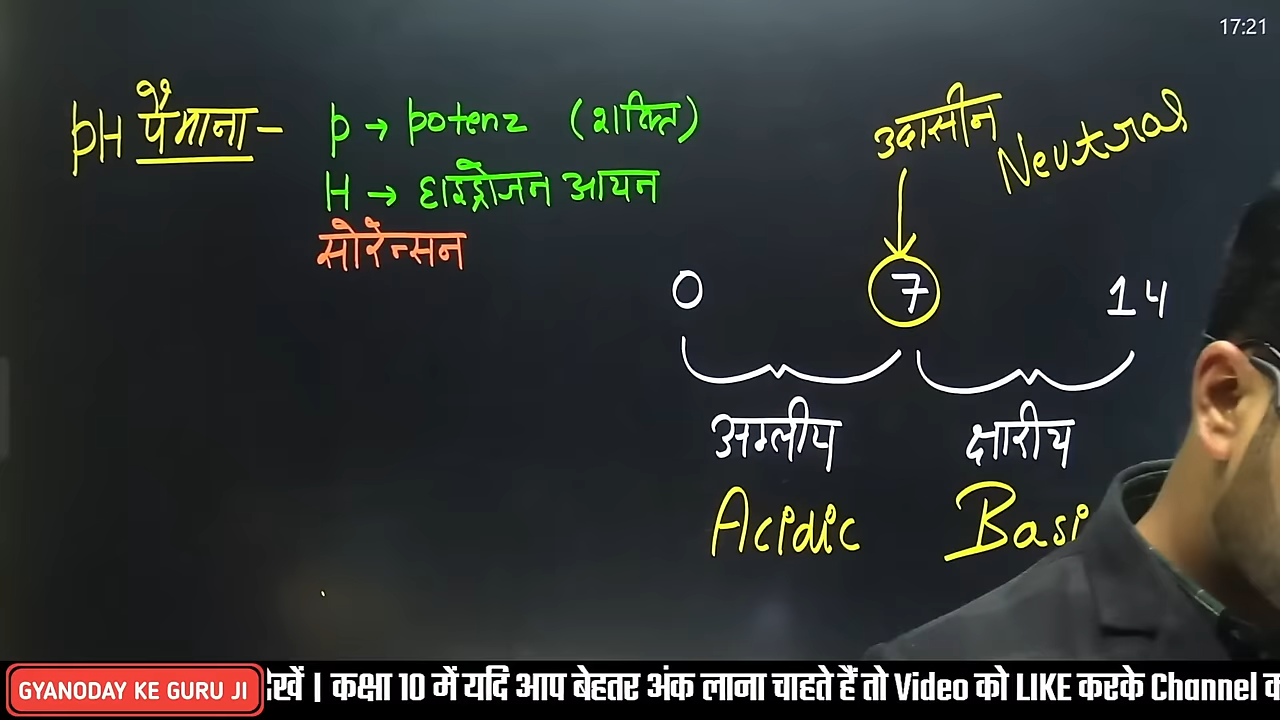 17:21
pH पैमाना - p → potenz (शक्ति)
H → हाइड्रोजन आयन
सोरेन्सन
उदासीन Neutral
0 7 14
अम्लीय क्षारीय
Acidic Basi
GYANODAY KE GURU JI देखें | कक्षा 10 में यदि आप बेहतर अंक लाना चाहते हैं तो Video को LIKE करके Channel क